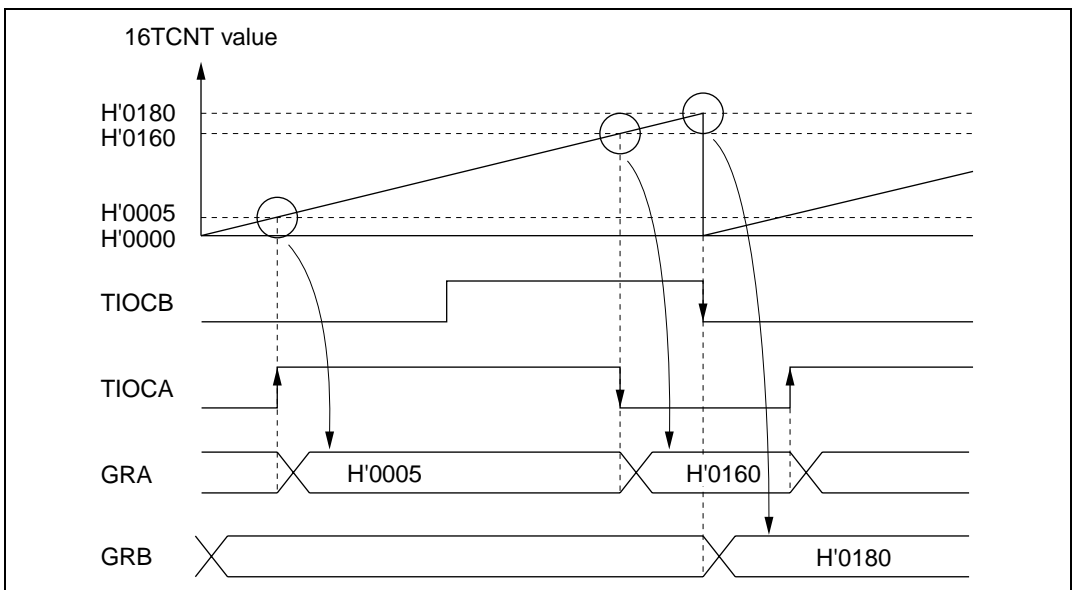 16TCNT value
H'0180
H'0160
H'0005
H'0000
TIOCB
TIOCA
GRA H'0005 H'0160
GRB H'0180